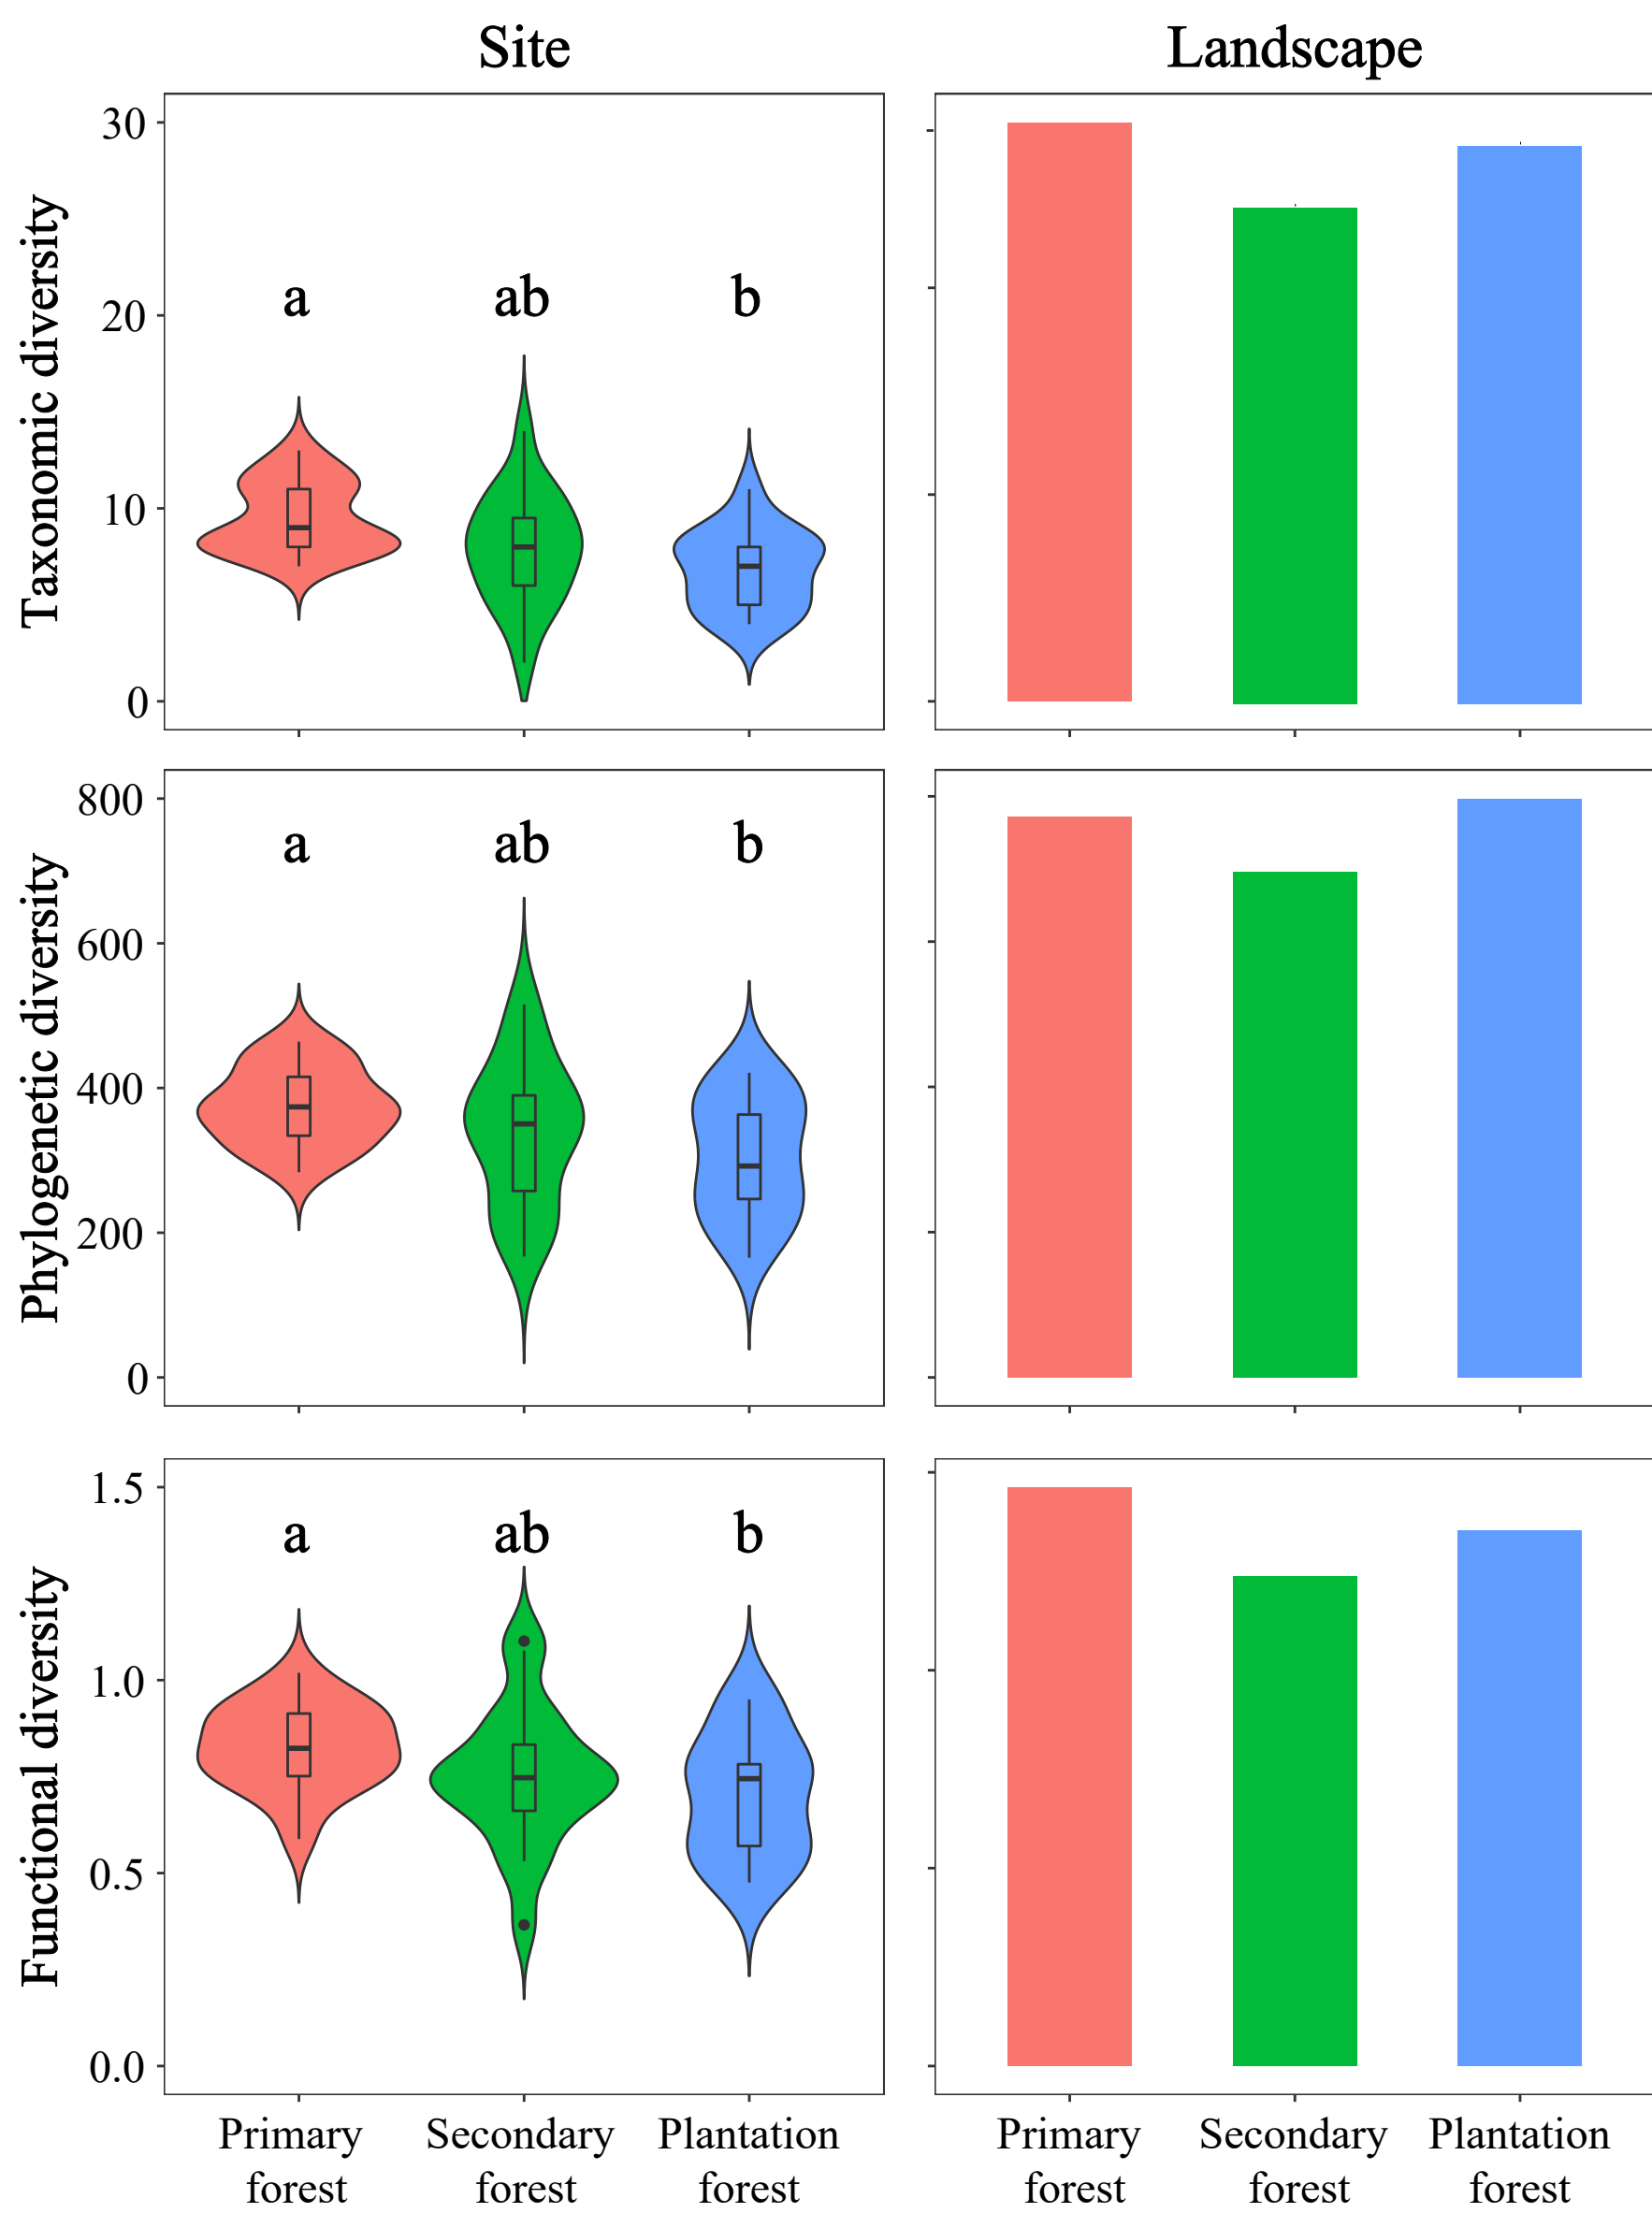 Site
Landscape
Taxonomic diversity
30
20
10
0
a
ab
b
Phylogenetic diversity
800
600
400
200
0
a
ab
b
Functional diversity
1.5
1.0
0.5
0.0
a
ab
b
Primary
forest
Secondary
forest
Plantation
forest
Primary
forest
Secondary
forest
Plantation
forest